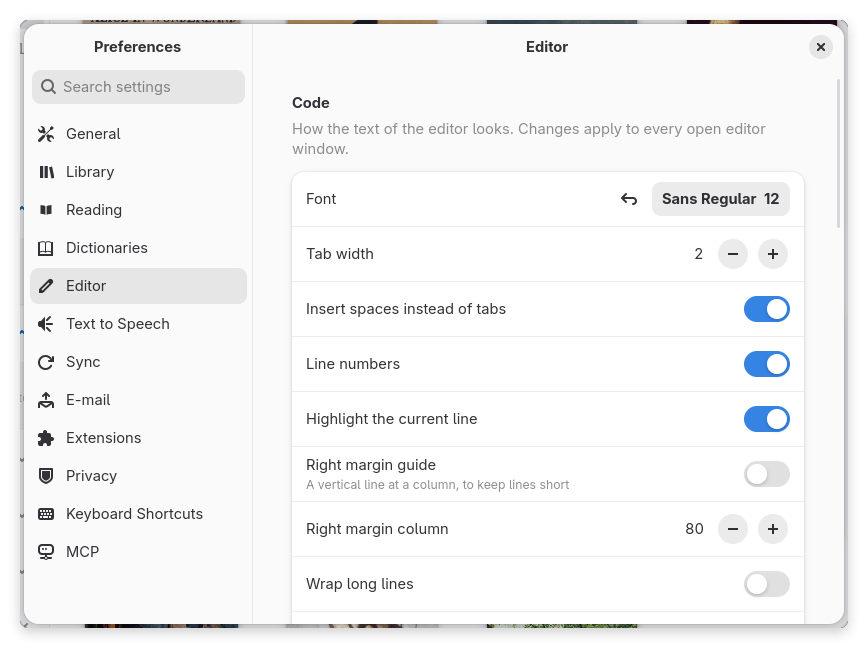 Preferences
Editor
Search settings
General
Library
Reading
Dictionaries
Editor
Text to Speech
Sync
E-mail
Extensions
Privacy
Keyboard Shortcuts
MCP
Code
How the text of the editor looks. Changes apply to every open editor
window.
Font
Sans Regular 12
Tab width
2
Insert spaces instead of tabs
Line numbers
Highlight the current line
Right margin guide
A vertical line at a column, to keep lines short
Right margin column
80
Wrap long lines